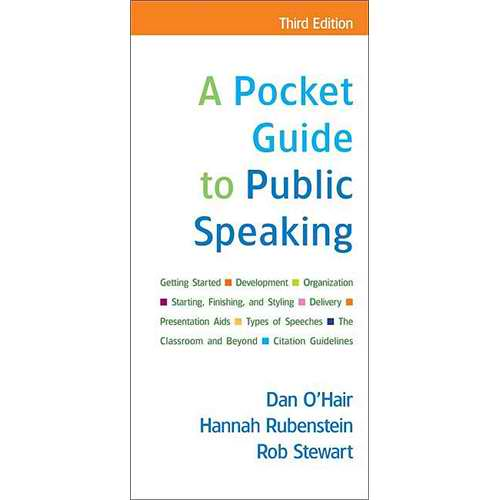 Third Edition
A Pocket
Guide
to Public
Speaking
Getting Started ■ Development ■ Organization
■ Starting, Finishing, and Styling ■ Delivery ■
Presentation Aids ■ Types of Speeches ■ The
Classroom and Beyond ■ Citation Guidelines
Dan O'Hair
Hannah Rubenstein
Rob Stewart